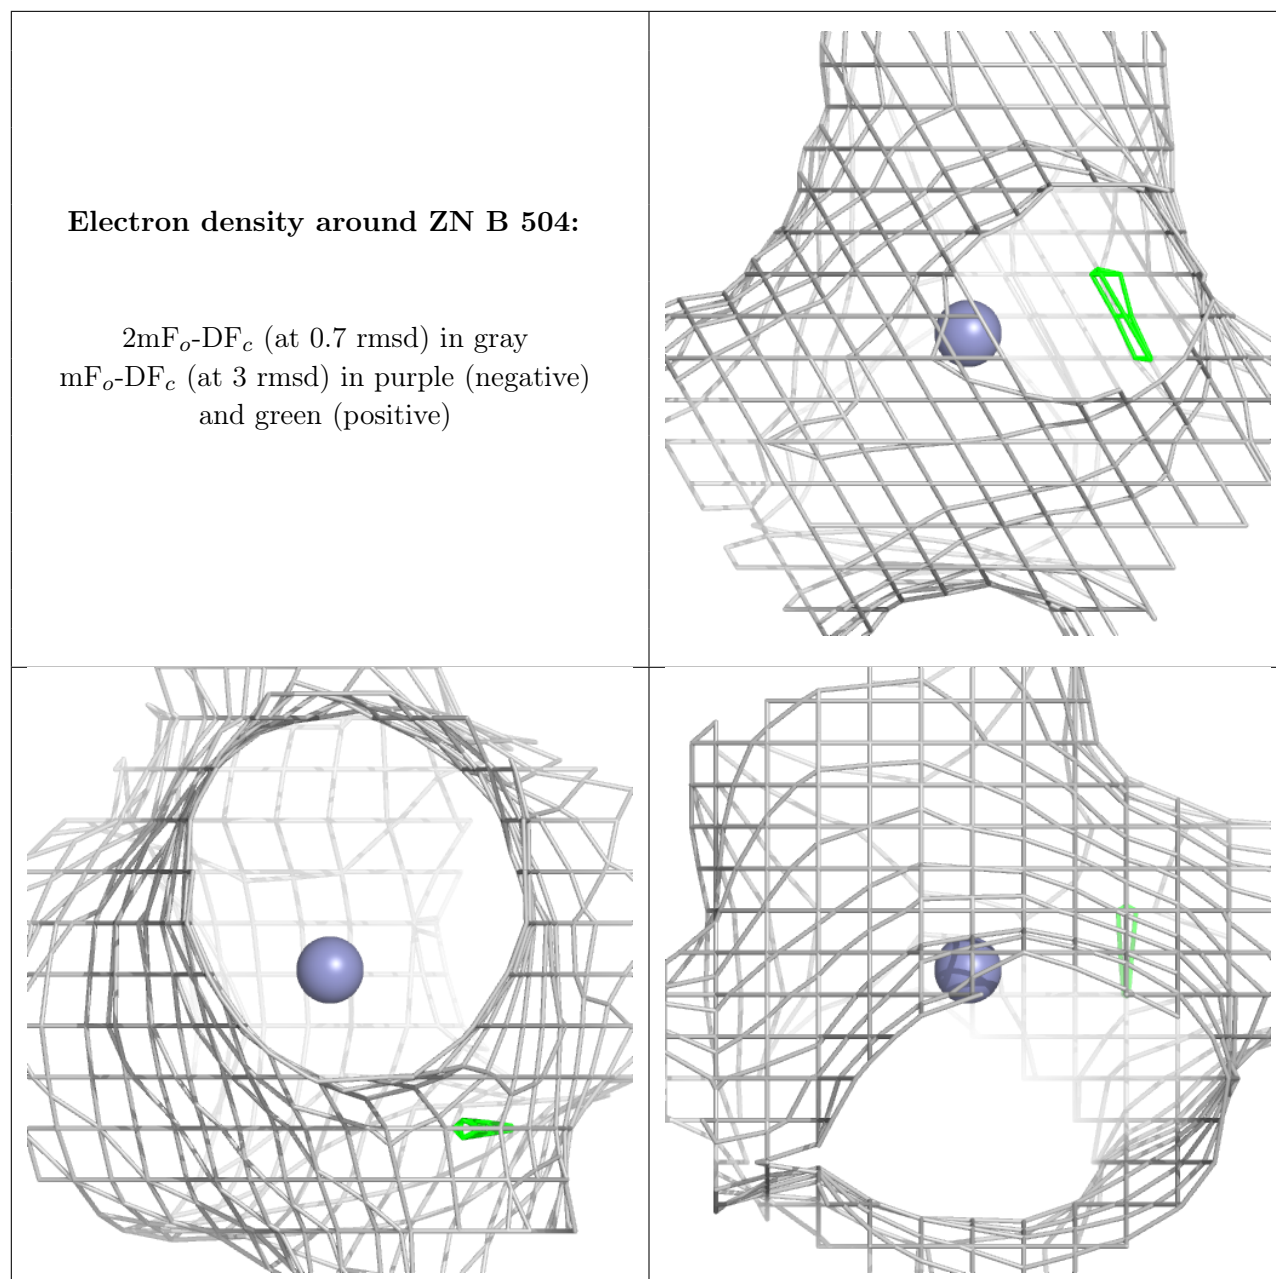 Electron density around ZN B 504:
2mFₒ-DF𝒸 (at 0.7 rmsd) in gray
mFₒ-DF𝒸 (at 3 rmsd) in purple (negative)
and green (positive)